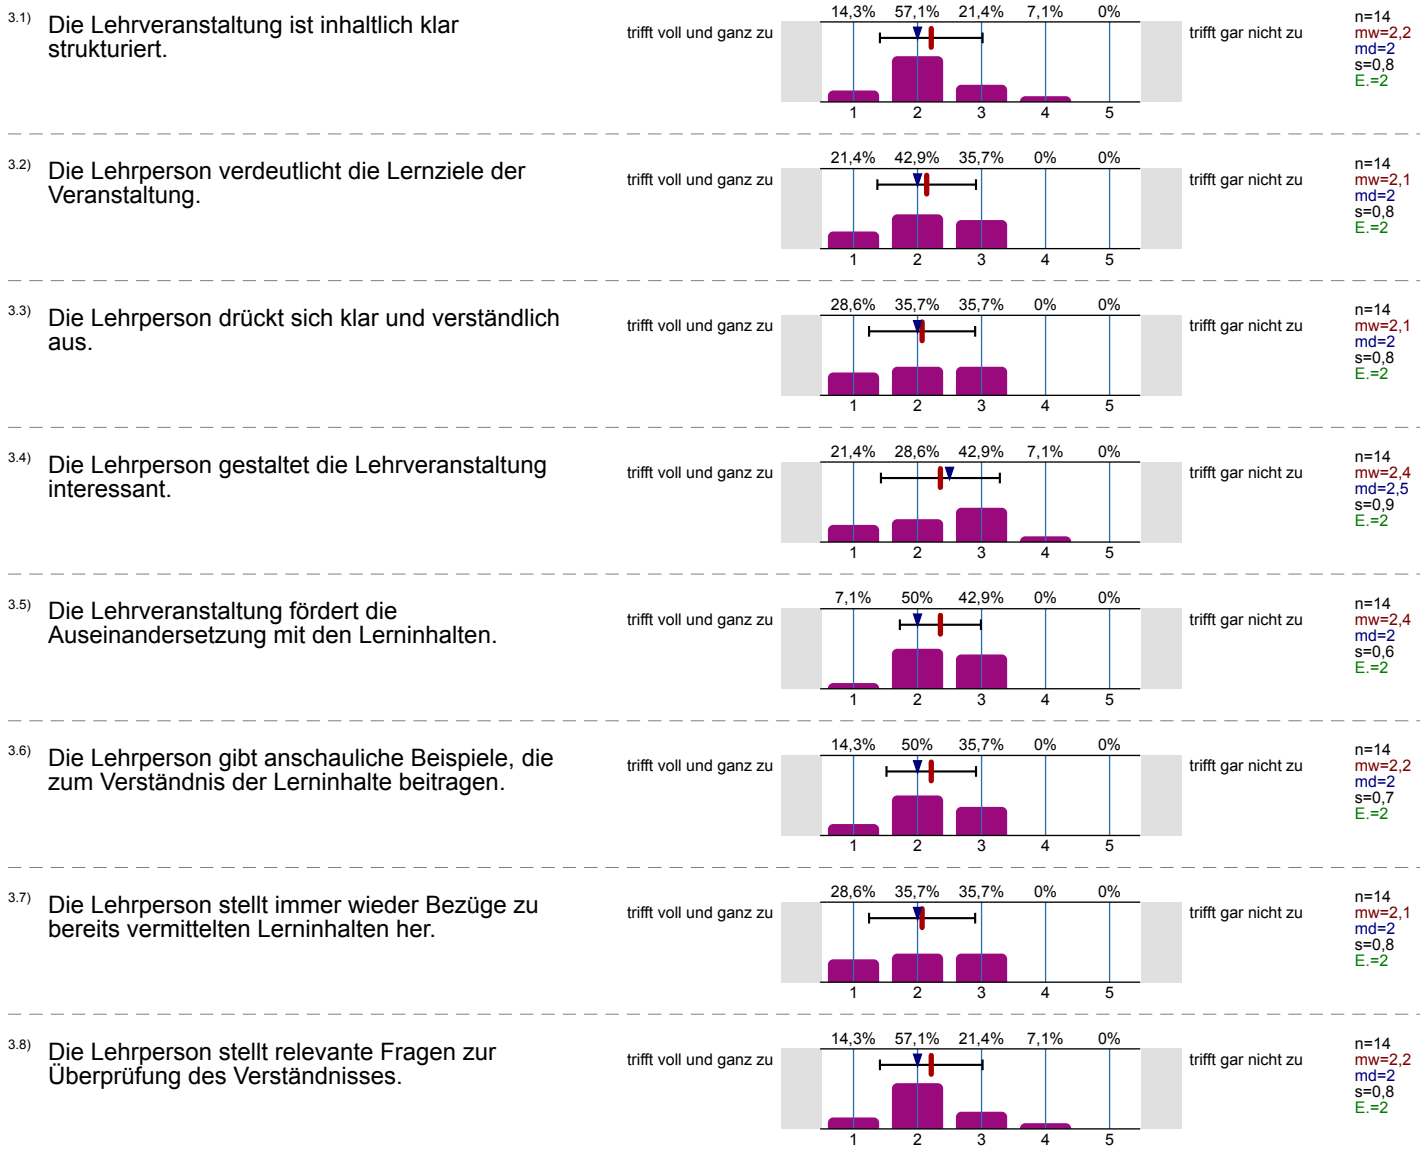 3.1) Die Lehrveranstaltung ist inhaltlich klar
strukturiert.
trifft voll und ganz zu
14,3% 57,1% 21,4% 7,1% 0%
1 2 3 4 5
trifft gar nicht zu
n=14
mw=2,2
md=2
s=0,8
E.=2
3.2) Die Lehrperson verdeutlicht die Lernziele der
Veranstaltung.
trifft voll und ganz zu
21,4% 42,9% 35,7% 0% 0%
1 2 3 4 5
trifft gar nicht zu
n=14
mw=2,1
md=2
s=0,8
E.=2
3.3) Die Lehrperson drückt sich klar und verständlich
aus.
trifft voll und ganz zu
28,6% 35,7% 35,7% 0% 0%
1 2 3 4 5
trifft gar nicht zu
n=14
mw=2,1
md=2
s=0,8
E.=2
3.4) Die Lehrperson gestaltet die Lehrveranstaltung
interessant.
trifft voll und ganz zu
21,4% 28,6% 42,9% 7,1% 0%
1 2 3 4 5
trifft gar nicht zu
n=14
mw=2,4
md=2,5
s=0,9
E.=2
3.5) Die Lehrveranstaltung fördert die
Auseinandersetzung mit den Lerninhalten.
trifft voll und ganz zu
7,1% 50% 42,9% 0% 0%
1 2 3 4 5
trifft gar nicht zu
n=14
mw=2,4
md=2
s=0,6
E.=2
3.6) Die Lehrperson gibt anschauliche Beispiele, die
zum Verständnis der Lerninhalte beitragen.
trifft voll und ganz zu
14,3% 50% 35,7% 0% 0%
1 2 3 4 5
trifft gar nicht zu
n=14
mw=2,2
md=2
s=0,7
E.=2
3.7) Die Lehrperson stellt immer wieder Bezüge zu
bereits vermittelten Lerninhalten her.
trifft voll und ganz zu
28,6% 35,7% 35,7% 0% 0%
1 2 3 4 5
trifft gar nicht zu
n=14
mw=2,1
md=2
s=0,8
E.=2
3.8) Die Lehrperson stellt relevante Fragen zur
Überprüfung des Verständnisses.
trifft voll und ganz zu
14,3% 57,1% 21,4% 7,1% 0%
1 2 3 4 5
trifft gar nicht zu
n=14
mw=2,2
md=2
s=0,8
E.=2